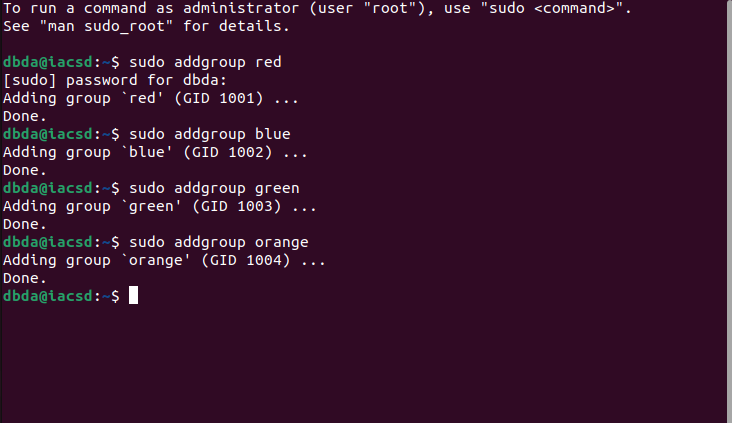 To run a command as administrator (user "root"), use "sudo <command>".
See "man sudo_root" for details.
dbda@iacsd:~$ sudo addgroup red
[sudo] password for dbda:
Adding group `red' (GID 1001) ...
Done.
dbda@iacsd:~$ sudo addgroup blue
Adding group `blue' (GID 1002) ...
Done.
dbda@iacsd:~$ sudo addgroup green
Adding group `green' (GID 1003) ...
Done.
dbda@iacsd:~$ sudo addgroup orange
Adding group `orange' (GID 1004) ...
Done.
dbda@iacsd:~$